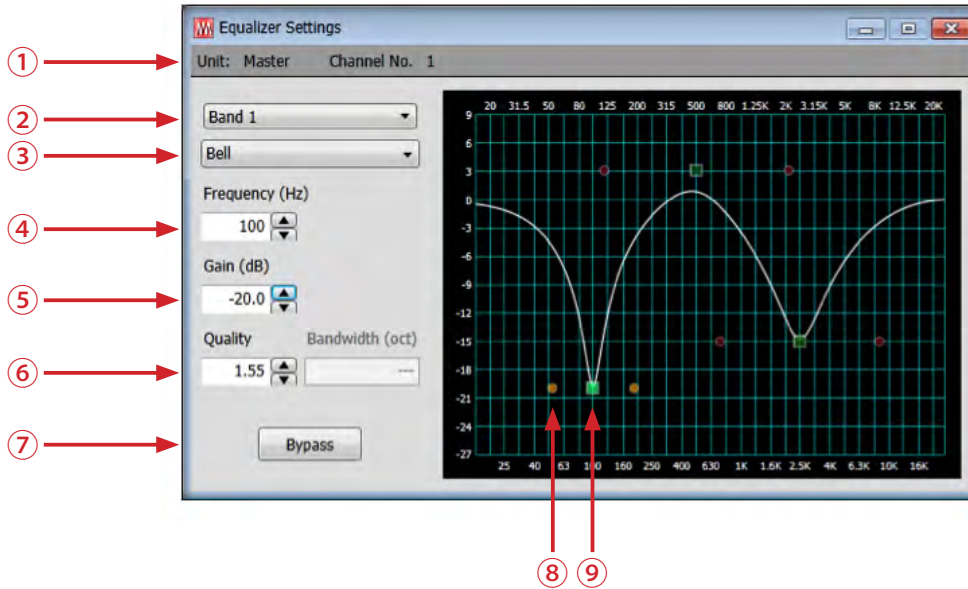 Equalizer Settings
① Unit: Master Channel No. 1
② Band 1
③ Bell
Frequency (Hz)
④ 100
Gain (dB)
⑤ -20.0
Quality Bandwidth (oct)
⑥ 1.55 ---
⑦ Bypass
20 31.5 50 80 125 200 315 500 800 1.25K 2K 3.15K 5K 8K 12.5K 20K
9
6
3
0
-3
-6
-9
-12
-15
-18
-21
-24
-27
25 40 63 100 160 250 400 630 1K 1.6K 2.5K 4K 6.3K 10K 16K
⑧ ⑨